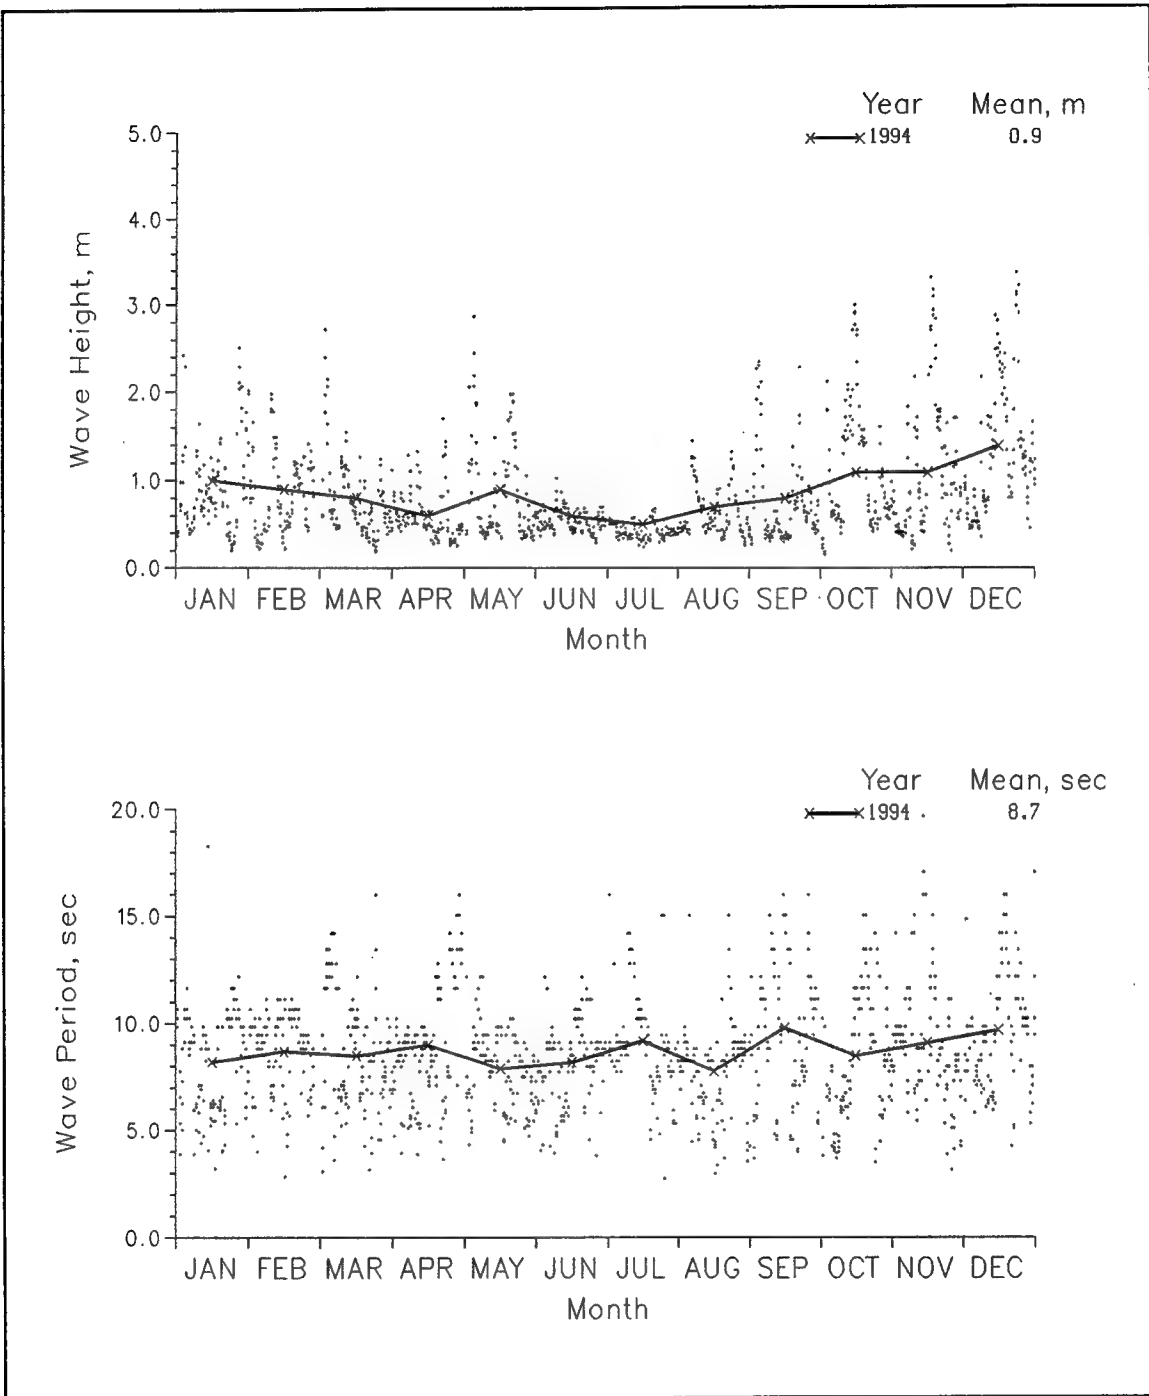 Year Mean, m
1994 0.9
5.0
4.0
3.0
2.0
1.0
0.0
Wave Height, m
JAN FEB MAR APR MAY JUN JUL AUG SEP OCT NOV DEC
Month
Year Mean, sec
1994 8.7
20.0
15.0
10.0
5.0
0.0
Wave Period, sec
JAN FEB MAR APR MAY JUN JUL AUG SEP OCT NOV DEC
Month